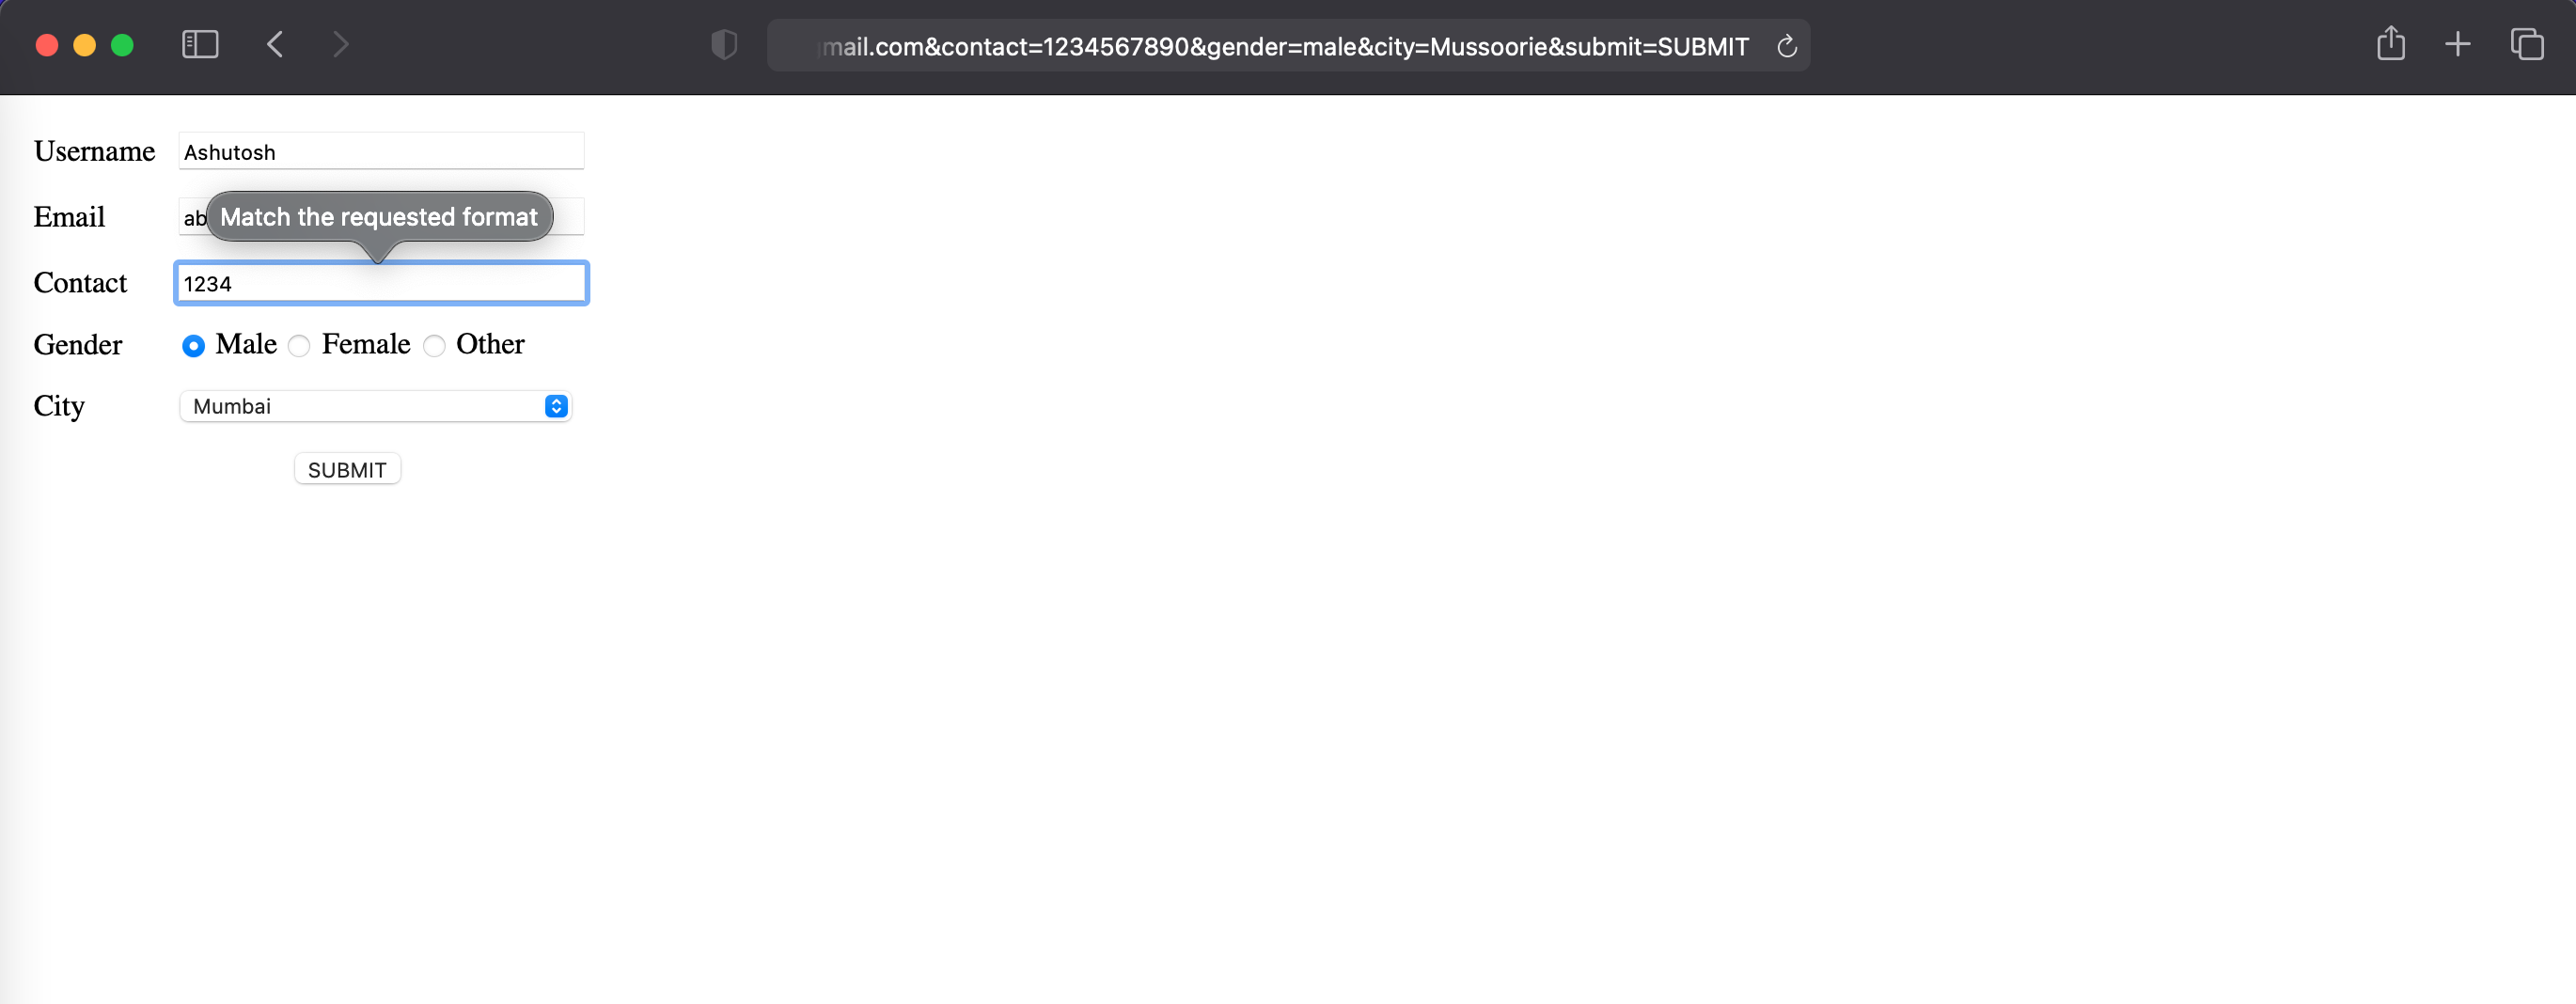 mail.com&contact=1234567890&gender=male&city=Mussoorie&submit=SUBMIT
Username Ashutosh
Email ab Match the requested format
Contact 1234
Gender Male Female Other
City Mumbai
SUBMIT